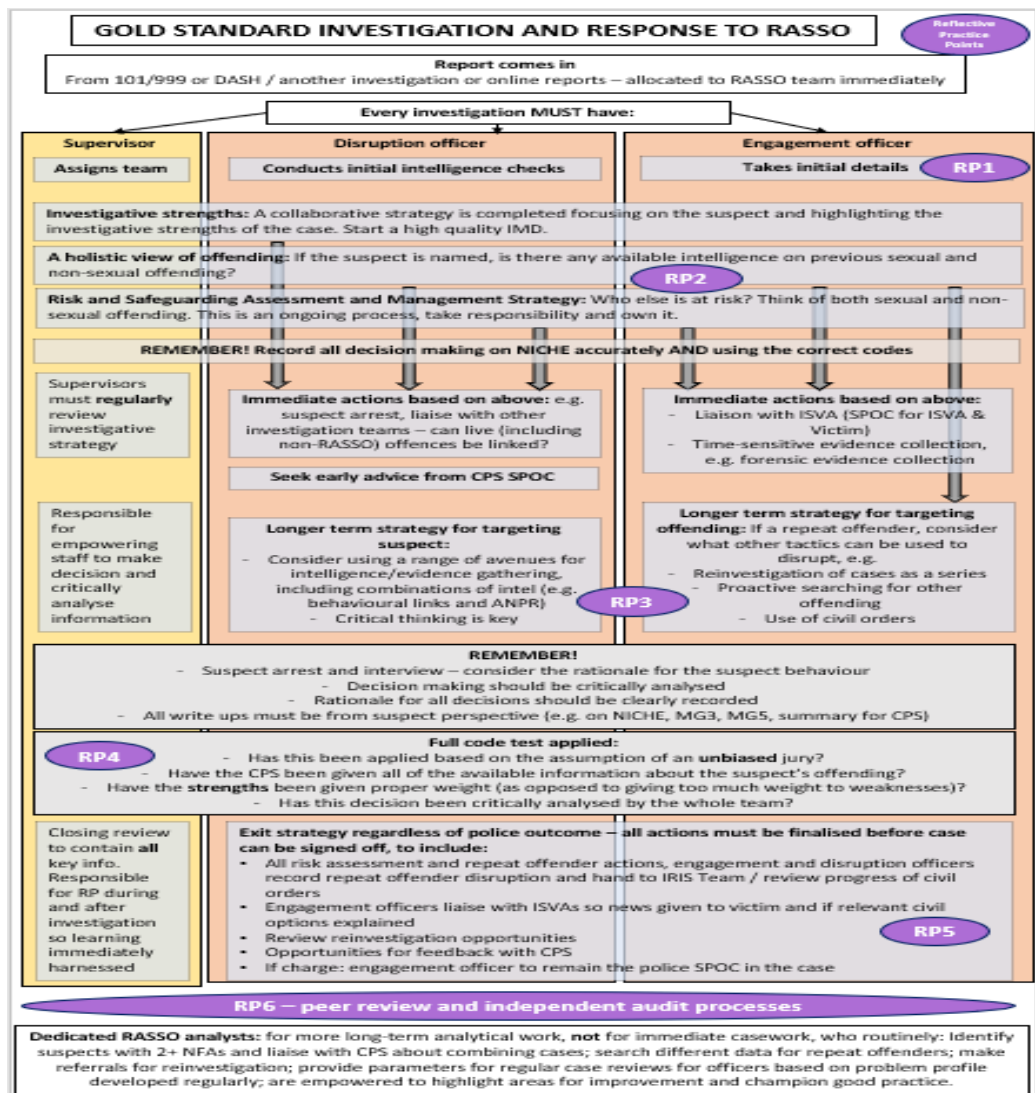 GOLD STANDARD INVESTIGATION AND RESPONSE TO RASSO
Reflective
Practice
Points
Report comes in
From 101/999 or DASH / another investigation or online reports – allocated to RASSO team immediately
Every investigation MUST have:
Supervisor
Disruption officer
Engagement officer
Assigns team
Conducts initial intelligence checks
Takes initial details
RP1
Investigative strengths: A collaborative strategy is completed focusing on the suspect and highlighting the
investigative strengths of the case. Start a high quality IMD.
A holistic view of offending: If the suspect is named, is there any available intelligence on previous sexual and
non-sexual offending?
RP2
Risk and Safeguarding Assessment and Management Strategy: Who else is at risk? Think of both sexual and non-
sexual offending. This is an ongoing process, take responsibility and own it.
REMEMBER! Record all decision making on NICHE accurately AND using the correct codes
Supervisors
must regularly
review
investigative
strategy
Immediate actions based on above: e.g.
suspect arrest, liaise with other
investigation teams – can live (including
non-RASSO) offences be linked?
Seek early advice from CPS SPOC
Immediate actions based on above:
- Liaison with ISVA (SPOC for ISVA &
Victim)
- Time-sensitive evidence collection,
e.g. forensic evidence collection
Responsible
for
empowering
staff to make
decision and
critically
analyse
information
Longer term strategy for targeting
suspect:
- Consider using a range of avenues for
intelligence/evidence gathering,
including combinations of intel (e.g.
behavioural links and ANPR)
- Critical thinking is key
RP3
Longer term strategy for targeting
offending: If a repeat offender, consider
what other tactics can be used to
disrupt, e.g.
- Reinvestigation of cases as a series
- Proactive searching for other
offending
- Use of civil orders
REMEMBER!
- Suspect arrest and interview – consider the rationale for the suspect behaviour
- Decision making should be critically analysed
- Rationale for all decisions should be clearly recorded
- All write ups must be from suspect perspective (e.g. on NICHE, MG3, MG5, summary for CPS)
RP4
Full code test applied:
- Has this been applied based on the assumption of an unbiased jury?
- Have the CPS been given all of the available information about the suspect's offending?
- Have the strengths been given proper weight (as opposed to giving too much weight to weaknesses)?
- Has this decision been critically analysed by the whole team?
Closing review
to contain all
key info.
Responsible
for RP during
and after
investigation
so learning
immediately
harnessed
Exit strategy regardless of police outcome – all actions must be finalised before case
can be signed off, to include:
• All risk assessment and repeat offender actions, engagement and disruption officers
record repeat offender disruption and hand to IRIS Team / review progress of civil
orders
• Engagement officers liaise with ISVAs so news given to victim and if relevant civil
options explained
• Review reinvestigation opportunities
• Opportunities for feedback with CPS
• If charge: engagement officer to remain the police SPOC in the case
RP5
RP6 – peer review and independent audit processes
Dedicated RASSO analysts: for more long-term analytical work, not for immediate casework, who routinely: Identify
suspects with 2+ NFAs and liaise with CPS about combining cases; search different data for repeat offenders; make
referrals for reinvestigation; provide parameters for regular case reviews for officers based on problem profile
developed regularly; are empowered to highlight areas for improvement and champion good practice.